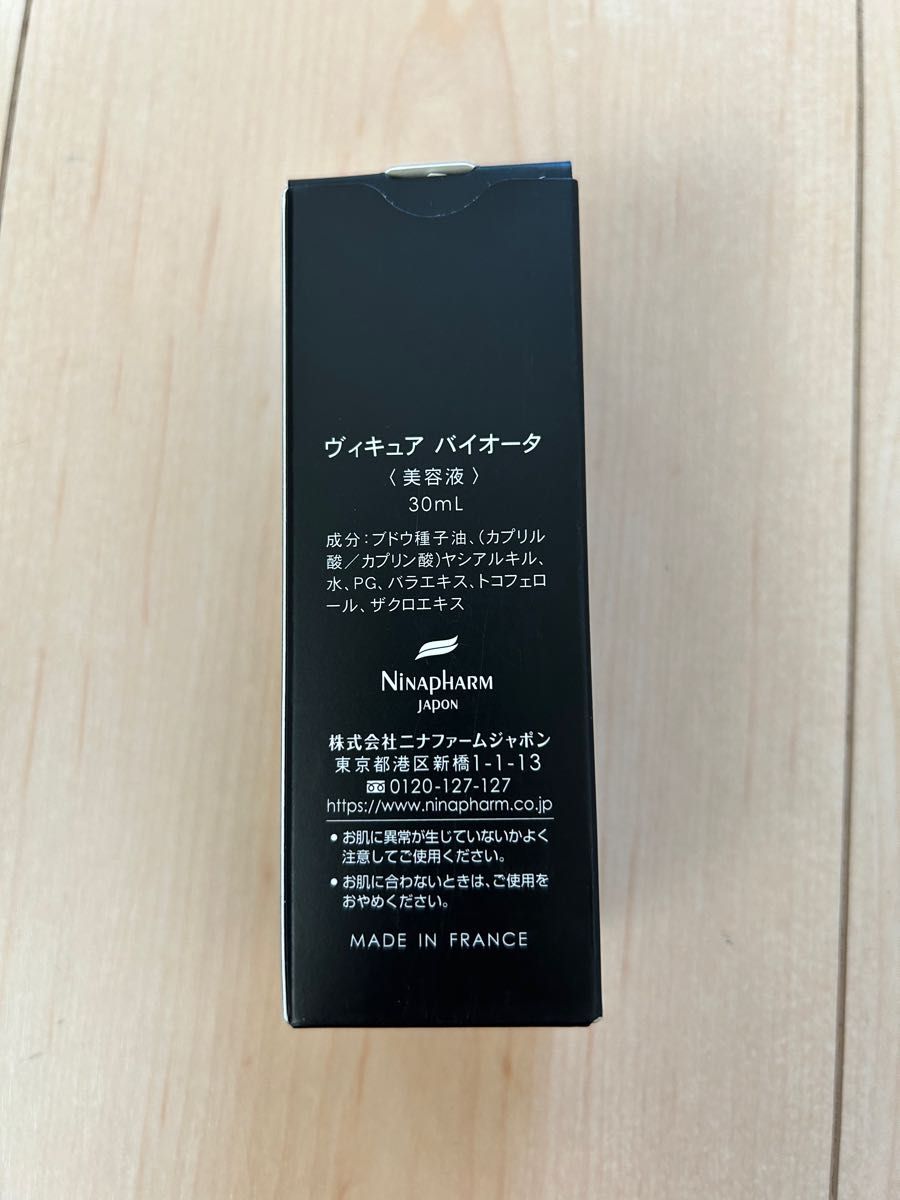 ヴィキュア バイオータ
〈美容液〉
30mL
成分：ブドウ種子油、（カプリル
酸／カプリン酸）ヤシアルキル、
水、PG、バラエキス、トコフェロ
ール、ザクロエキス
NINAPHARM
JAPON
株式会社ニナファームジャポン
東京都港区新橋1-1-13
0120-127-127
https://www.ninapharm.co.jp
●お肌に異常が生じていないかよく
注意してご使用ください。
●お肌に合わないときは、ご使用を
おやめください。
MADE IN FRANCE